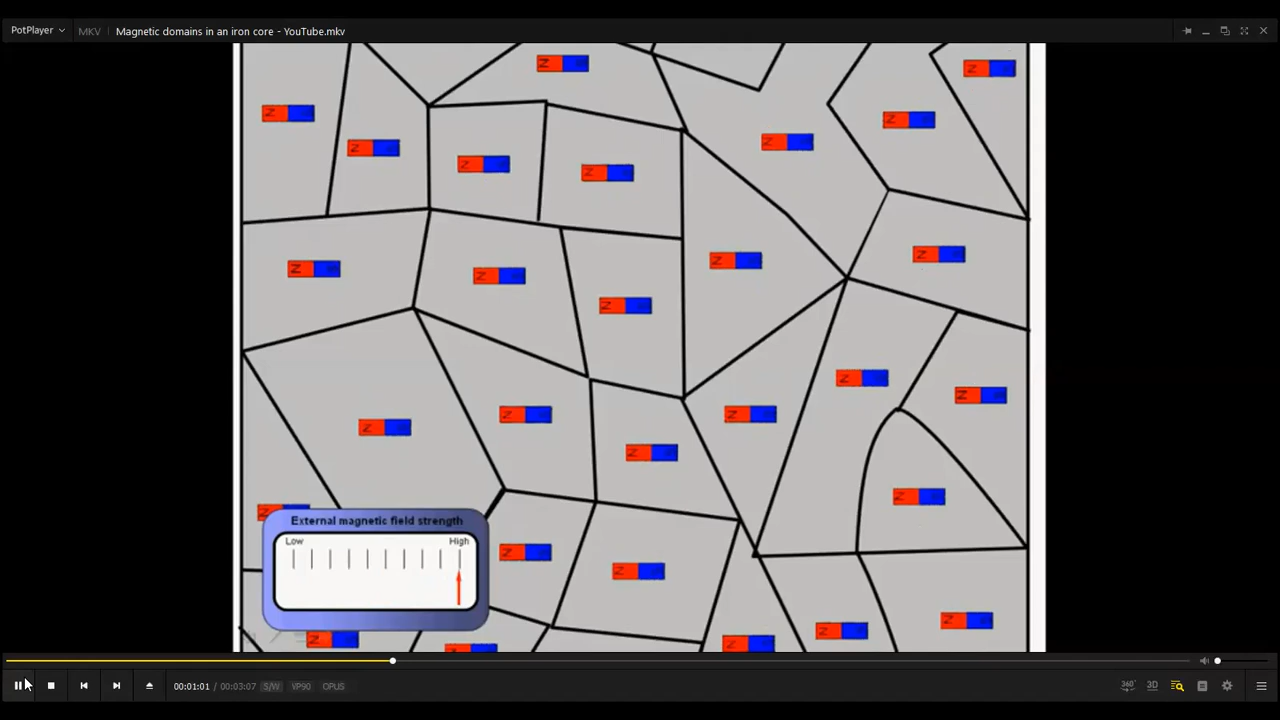 PotPlayer MKV Magnetic domains in an iron core - YouTube.mkv
External magnetic field strength
Low High
00:01:01 / 00:03:07 S/W VP90 OPUS 360° 3D